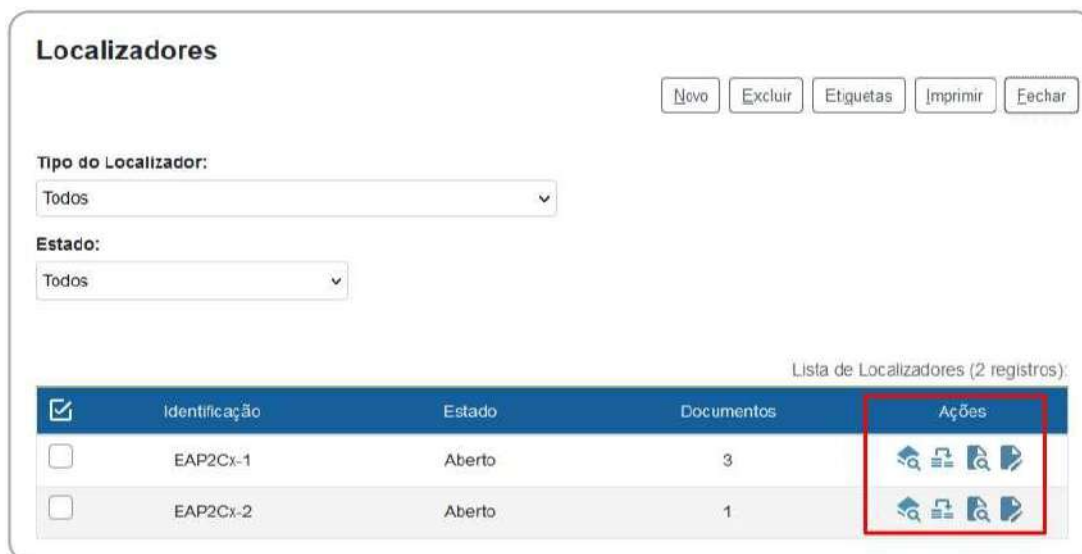 Localizadores
Novo Excluir Etiquetas Imprimir Fechar
Tipo do Localizador:
Todos
Estado:
Todos
Lista de Localizadores (2 registros):
Identificação Estado Documentos Ações
EAP2Cx-1 Aberto 3
EAP2Cx-2 Aberto 1